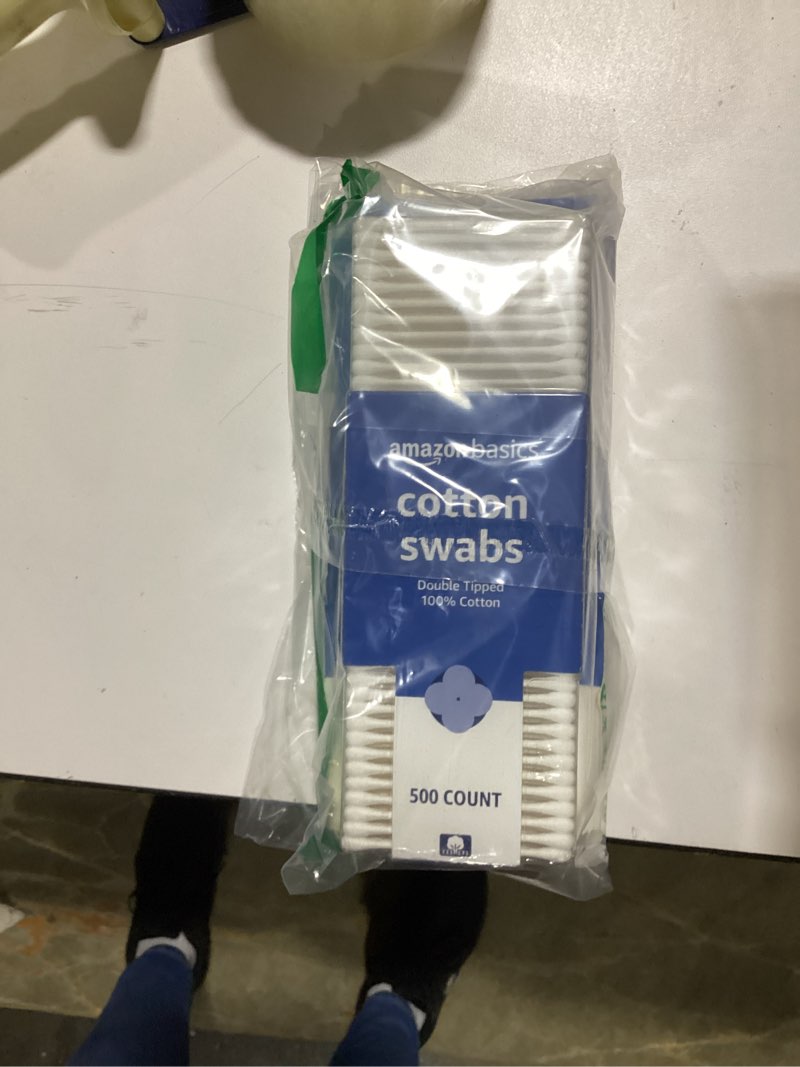 amazon basics
cotton
swabs
Double Tipped
100% Cotton
500 COUNT